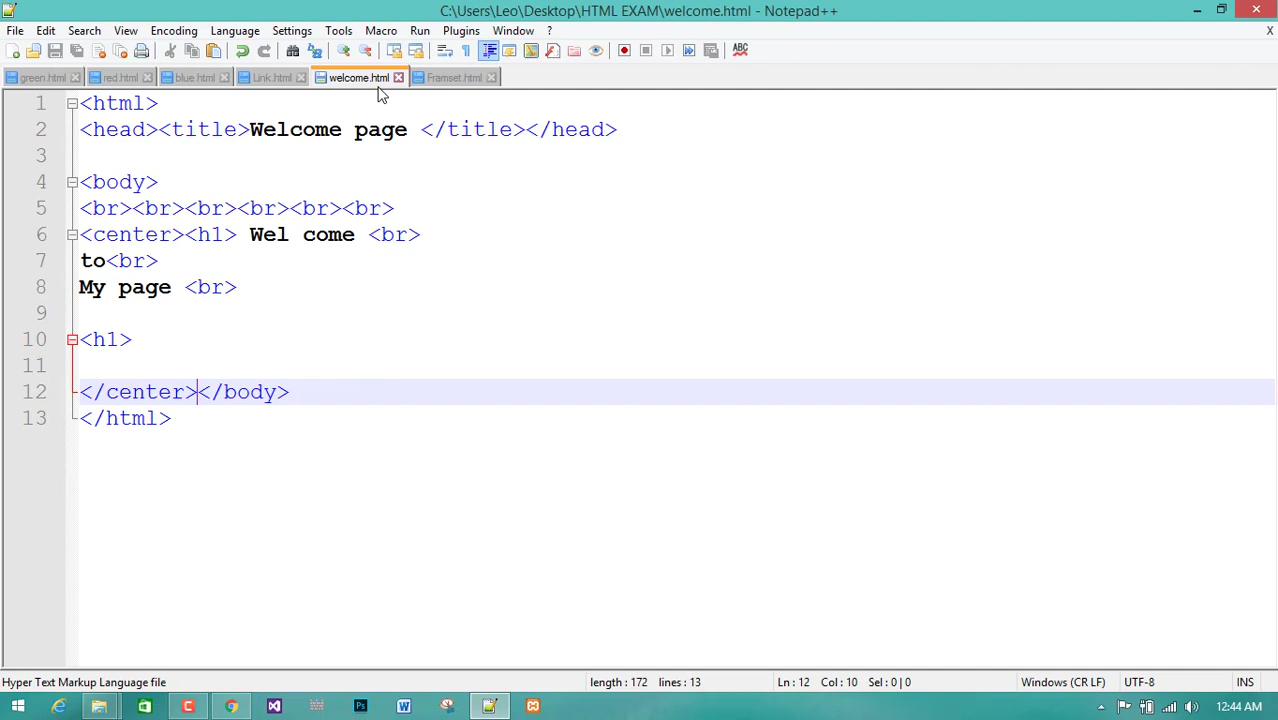 C:\Users\Leo\Desktop\HTML EXAM\welcome.html - Notepad++
File Edit Search View Encoding Language Settings Tools Macro Run Plugins Window ? X
green.html red.html blue.html Link.html welcome.html Framset.html
1 <html>
2 <head><title>Welcome page </title></head>
3
4 <body>
5 <br><br><br><br><br><br>
6 <center><h1> Wel come <br>
7 to<br>
8 My page <br>
9
10 <h1>
11
12 </center></body>
13 </html>
Hyper Text Markup Language file length : 172 lines : 13 Ln : 12 Col : 10 Sel : 0 | 0 Windows (CR LF) UTF-8 INS
12:44 AM